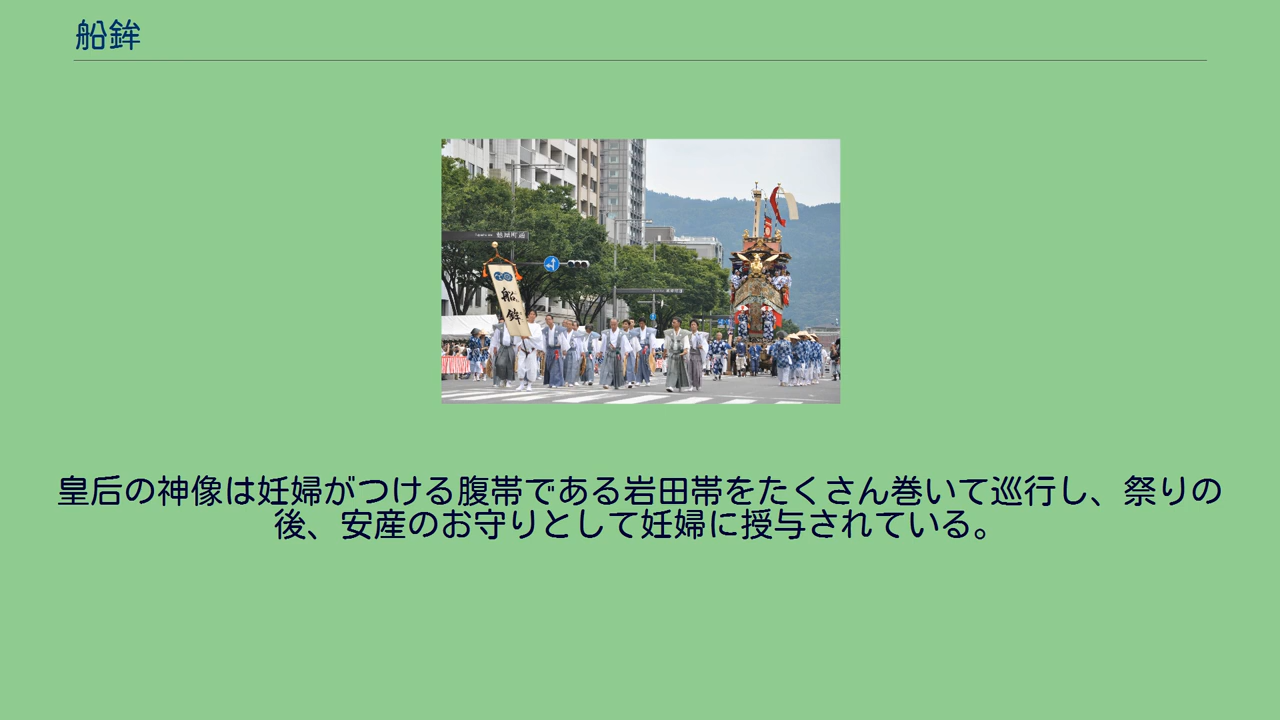 船鉾
船鉾
皇后の神像は妊婦がつける腹帯である岩田帯をたくさん巻いて巡行し、祭りの
後、安産のお守りとして妊婦に授与されている。